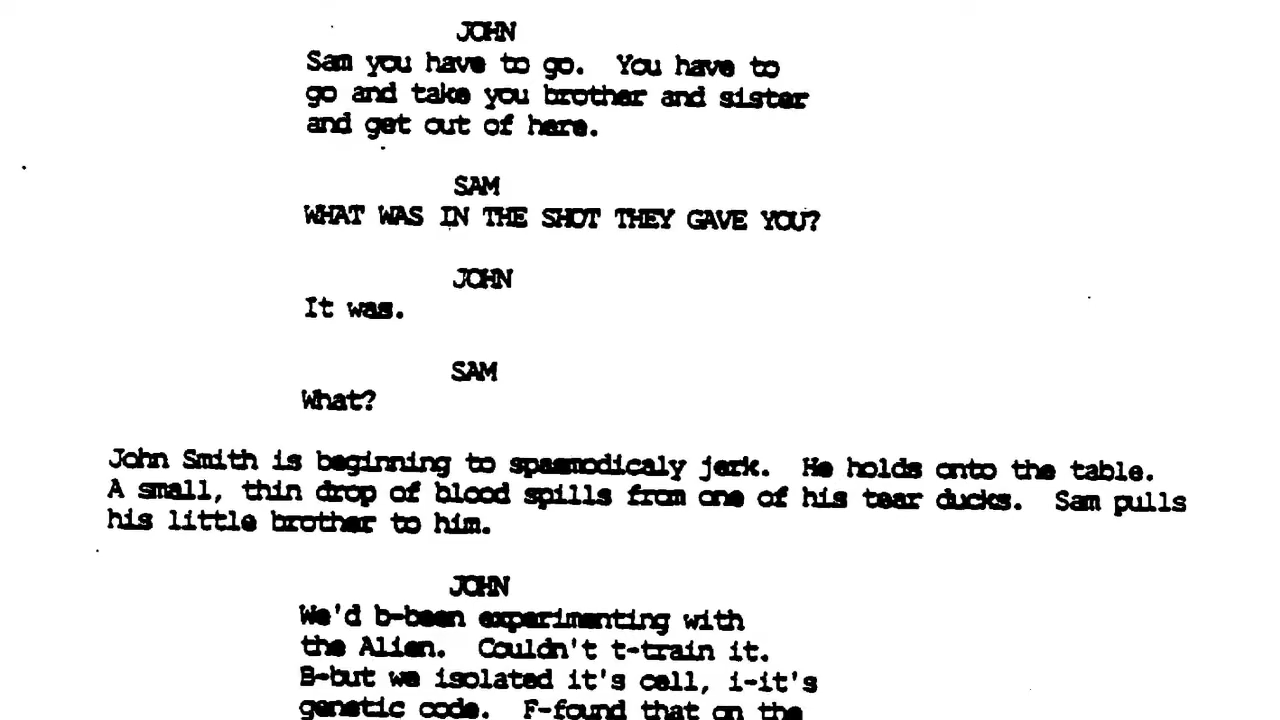 JOHN
Sam you have to go. You have to
go and take you brother and sister
and get out of here.
SAM
WHAT WAS IN THE SHOT THEY GAVE YOU?
JOHN
It was.
SAM
What?
John Smith is beginning to spasmodicaly jerk. He holds onto the table.
A small, thin drop of blood spills from one of his tear ducks. Sam pulls
his little brother to him.
JOHN
We'd b-been experimenting with
the Alien. Couldn't t-train it.
B-but we isolated it's cell, i-it's
genetic code. F-found that on the